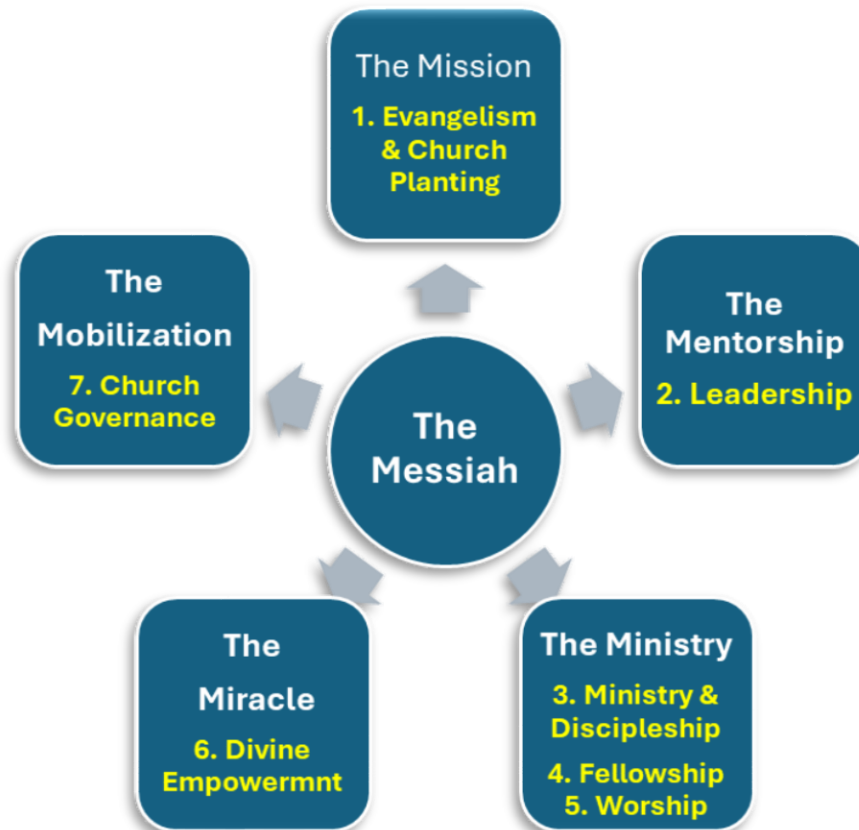 The Mission
1. Evangelism
& Church
Planting
The
Mentorship
2. Leadership
The Ministry
3. Ministry &
Discipleship
4. Fellowship
5. Worship
The
Miracle
6. Divine
Empowermnt
The
Mobilization
7. Church
Governance
The
Messiah